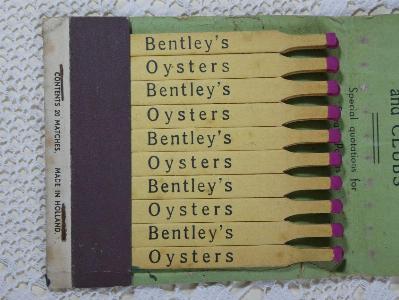 Bentley's
Oysters
Bentley's
Oysters
Bentley's
Oysters
Bentley's
Oysters
Bentley's
Oysters
CONTENTS 20 MATCHES. MADE IN HOLLAND.
and CLUBS
Special quotations for